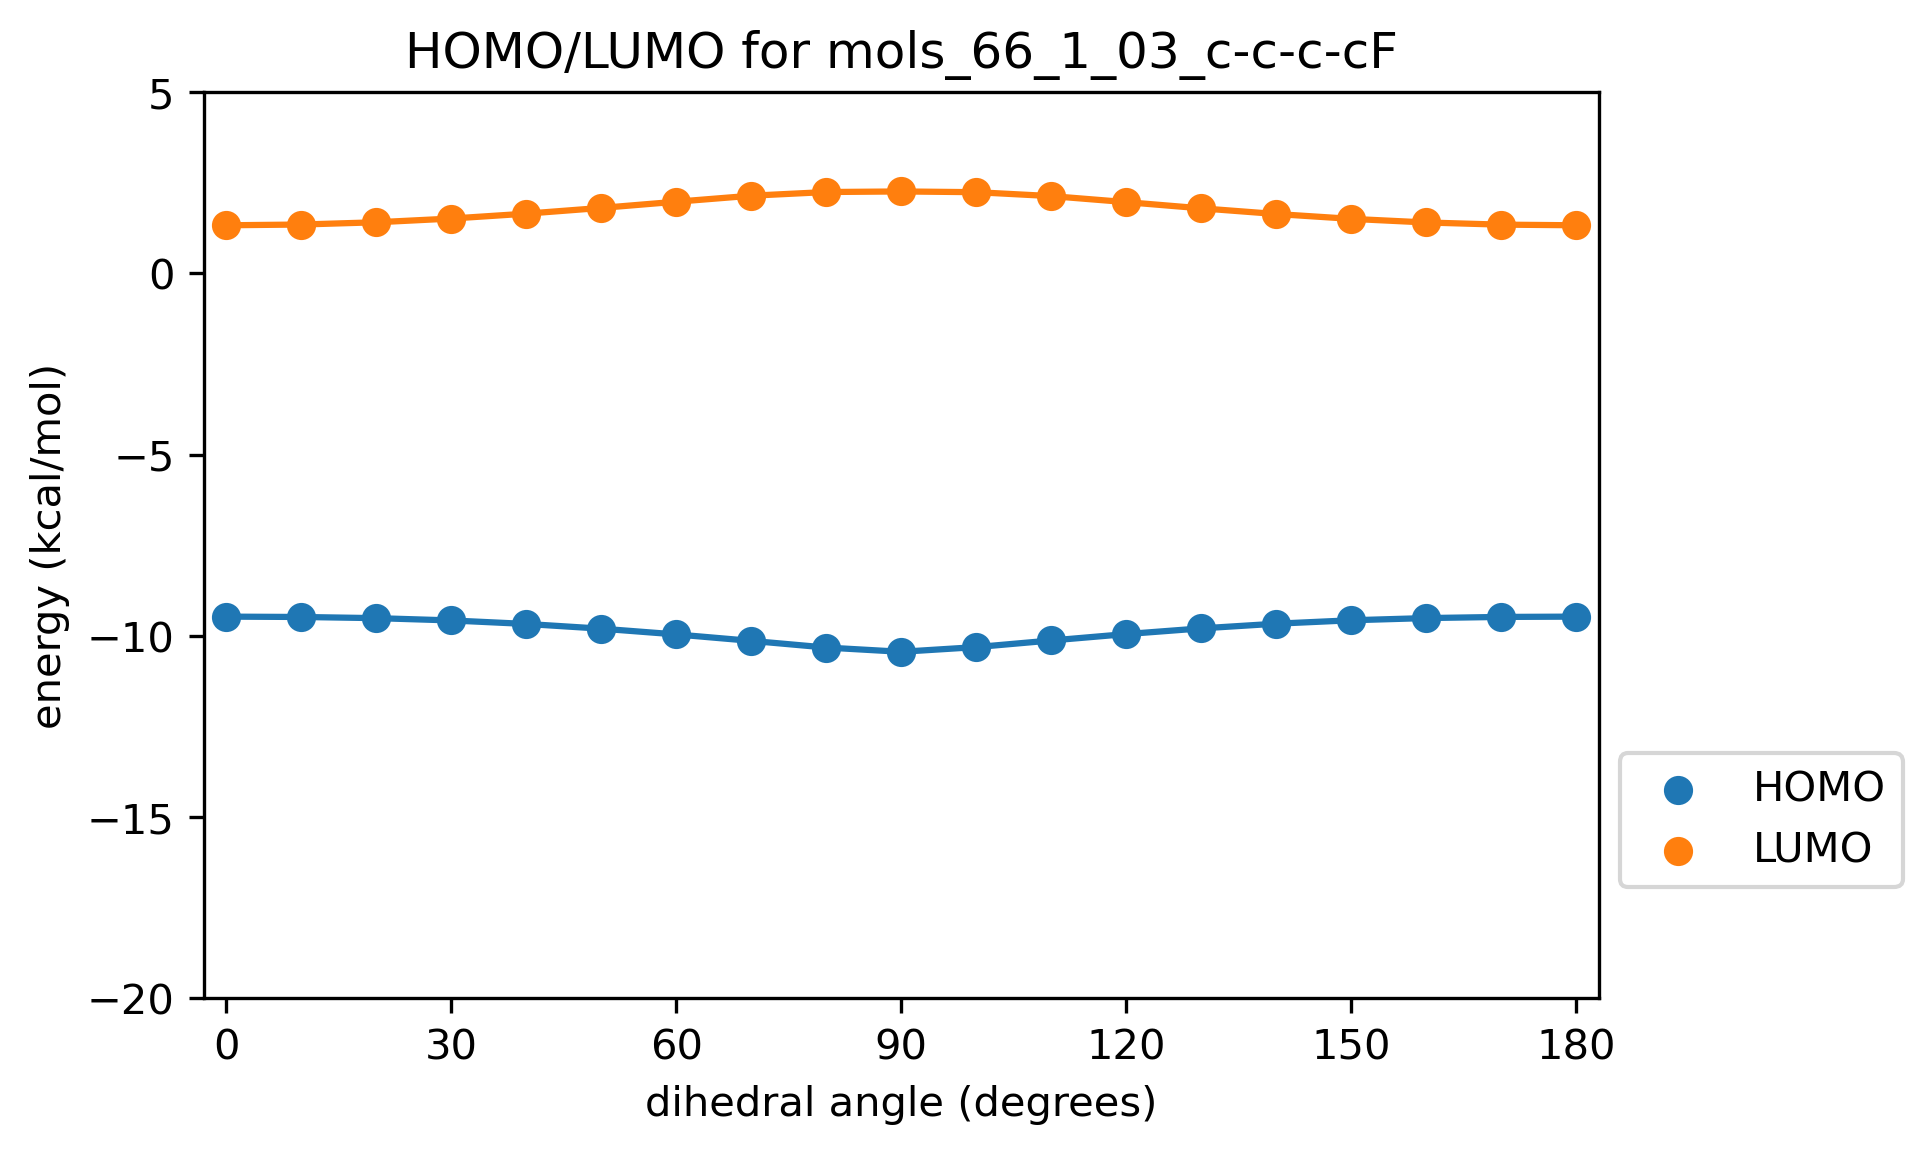 HOMO/LUMO for mols_66_1_03_c-c-c-cF
5
0
−5
−10
−15
−20
energy (kcal/mol)
0 30 60 90 120 150 180
dihedral angle (degrees)
HOMO
LUMO